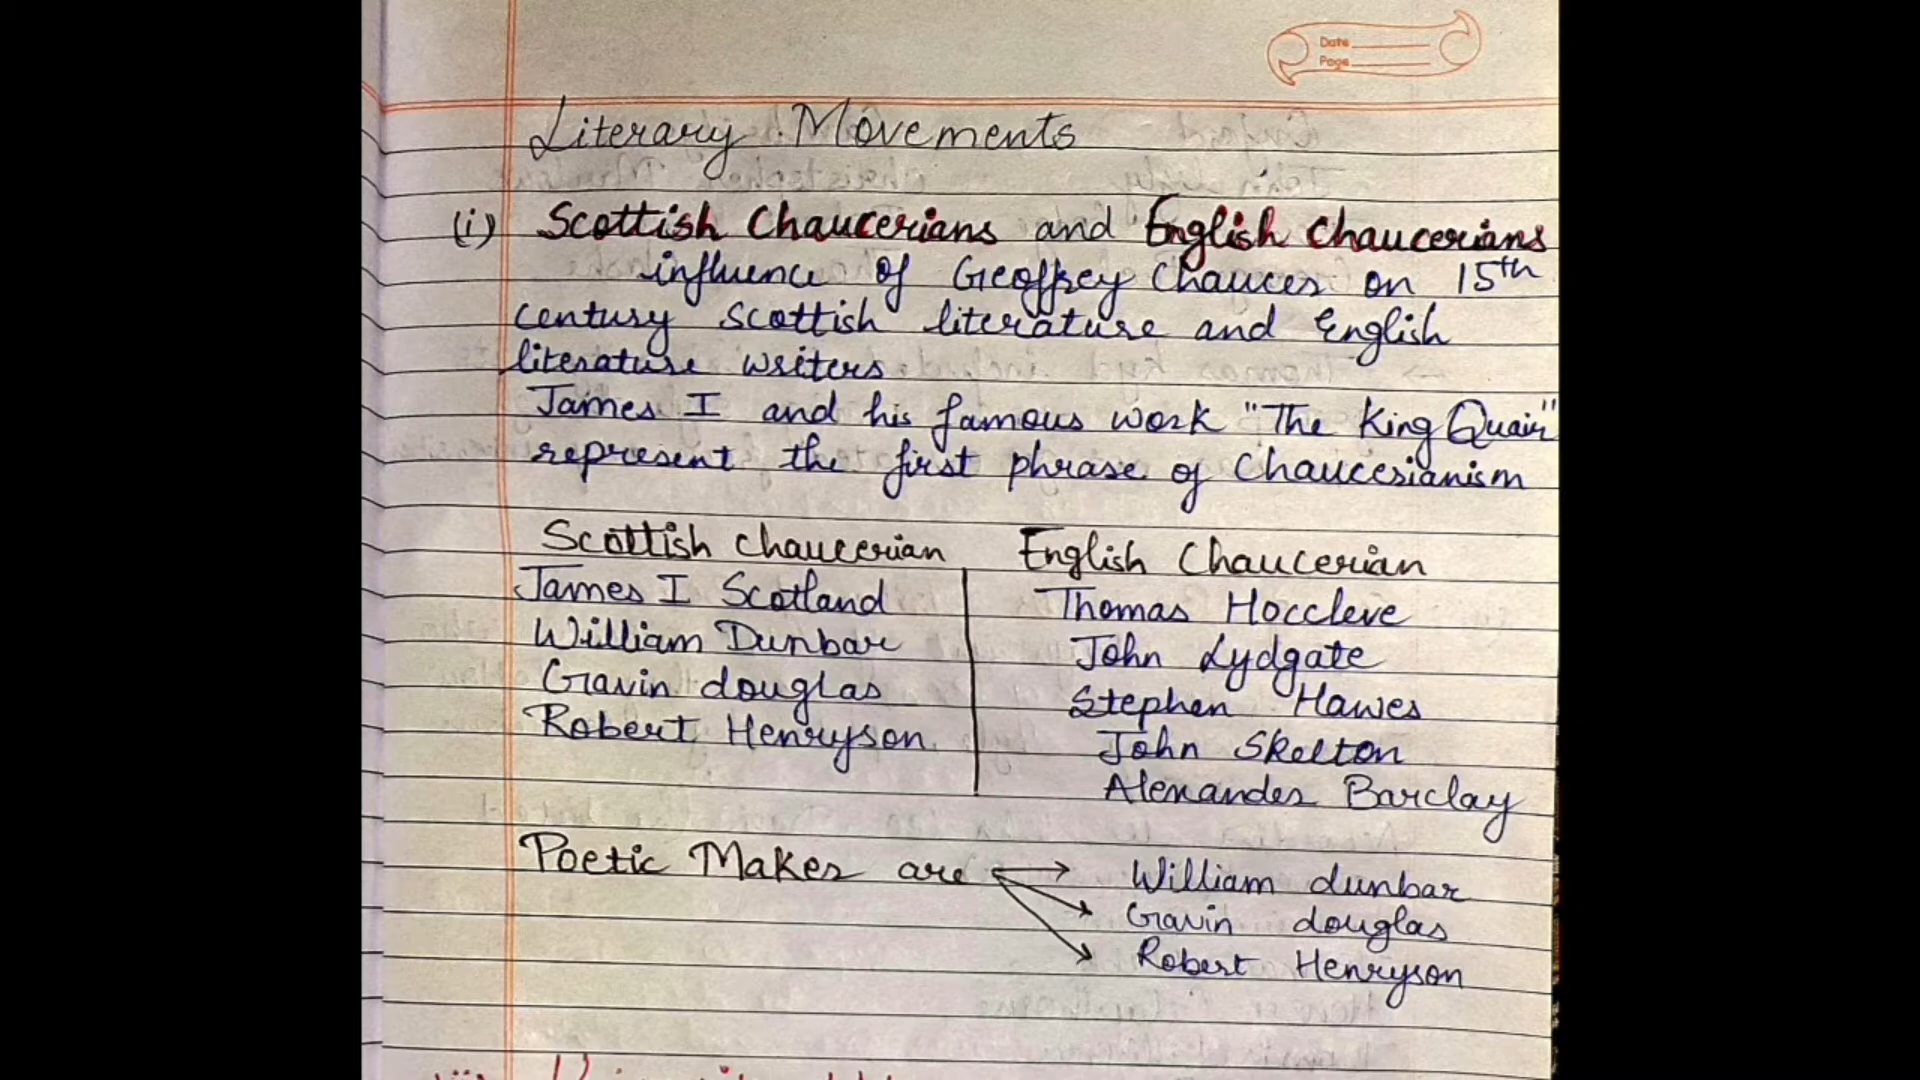 Date
Page
Literary Movements
(i) Scottish Chaucerians and English Chaucerians
influence of Geoffrey Chaucer on 15th
century Scottish literature and English
literature writers
James I and his famous work "The King Quair"
represent the first phrase of Chaucerianism
Scottish Chaucerian English Chaucerian
James I Scotland Thomas Hoccleve
William Dunbar John Lydgate
Gavin douglas Stephen Hawes
Robert Henryson John Skelton
Alexander Barclay
Poetic Maker are → William dunbar
Gavin douglas
Robert Henryson